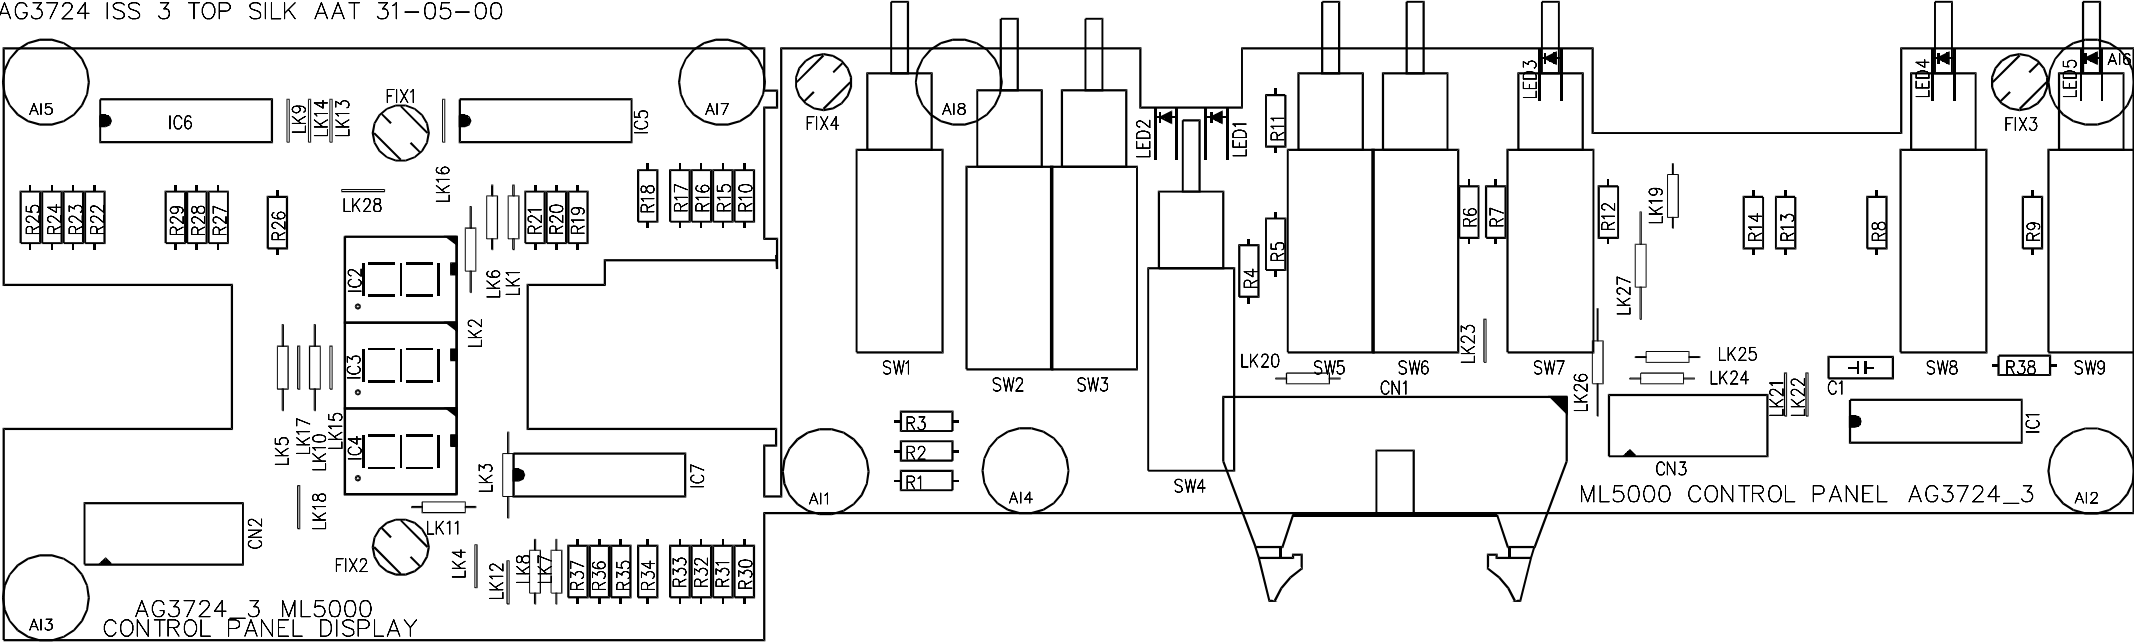 AG3724 ISS 3 TOP SILK AAT 31-05-00
AI5
IC6
LK9
LK14
LK13
FIX1
LK16
IC5
AI7
FIX4
AI8
LED2
LED1
R11
LED3
LED4
FIX3
LED5
AI6
R25
R24
R23
R22
R29
R28
R27
R26
LK28
LK6
LK1
R21
R20
R19
R18
R17
R16
R15
R10
R4
R5
R6
R7
R12
LK19
LK27
R14
R13
R8
R9
IC2
IC3
IC4
LK2
LK5
LK17
LK10
LK15
LK18
LK3
IC7
LK11
CN2
FIX2
LK4
LK12
LK8
LK7
R37
R36
R35
R34
R33
R32
R31
R30
AI3
AG3724_3 ML5000
CONTROL PANEL DISPLAY
SW1
SW2
SW3
SW4
LK20
SW5
SW6
CN1
LK23
SW7
LK26
LK25
LK24
LK21
LK22
C1
SW8
R38
SW9
R3
R2
R1
AI1
AI4
CN3
IC1
ML5000 CONTROL PANEL AG3724_3
AI2